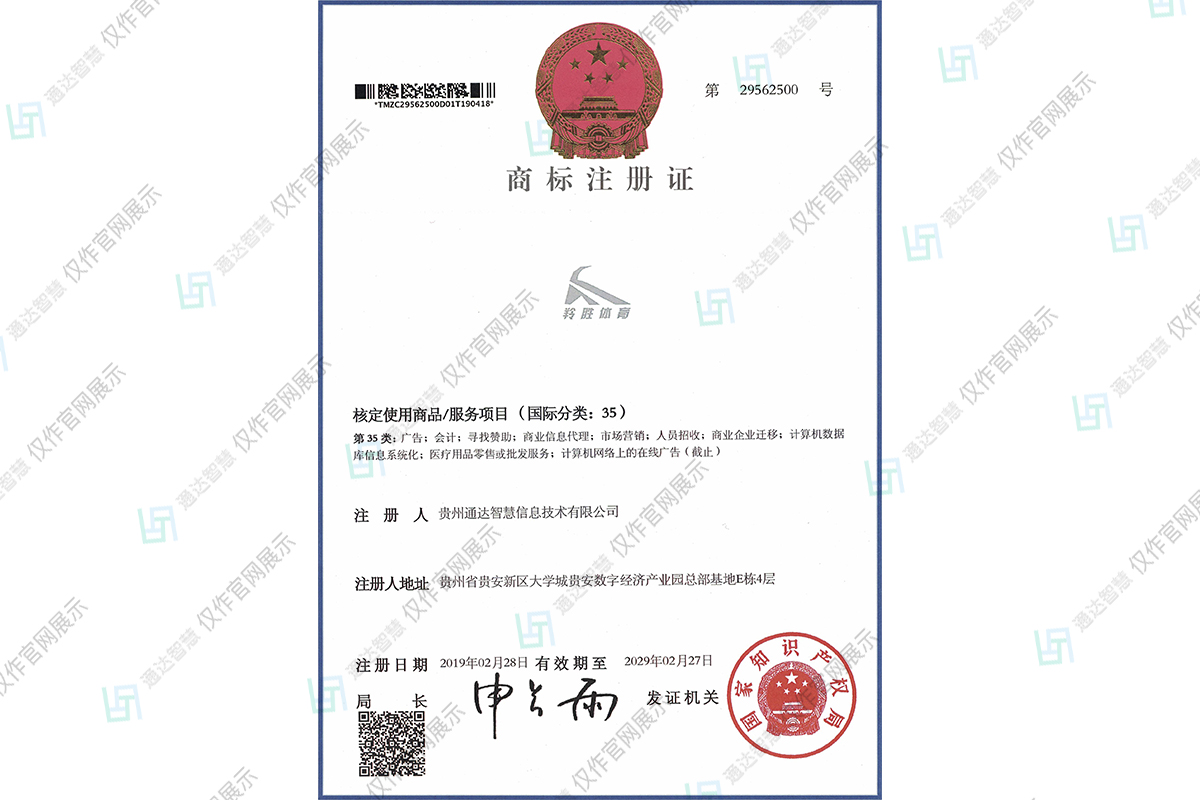 *TMZC29562500D01T190418*
第 29562500 号
商标注册证
羚胜体育
核定使用商品/服务项目（国际分类：35）
第 35 类：广告；会计；寻找赞助；商业信息代理；市场营销；人员招收；商业企业迁移；计算机数据
库信息系统化；医疗用品零售或批发服务；计算机网络上的在线广告（截止）
注 册 人 贵州通达智慧信息技术有限公司
注册人地址 贵州省贵安新区大学城贵安数字经济产业园总部基地E栋4层
注册日期 2019年02月28日 有效期至 2029年02月27日
局 长 申长雨 发证机关
国家知识产权局
通达智慧 仅作官网展示